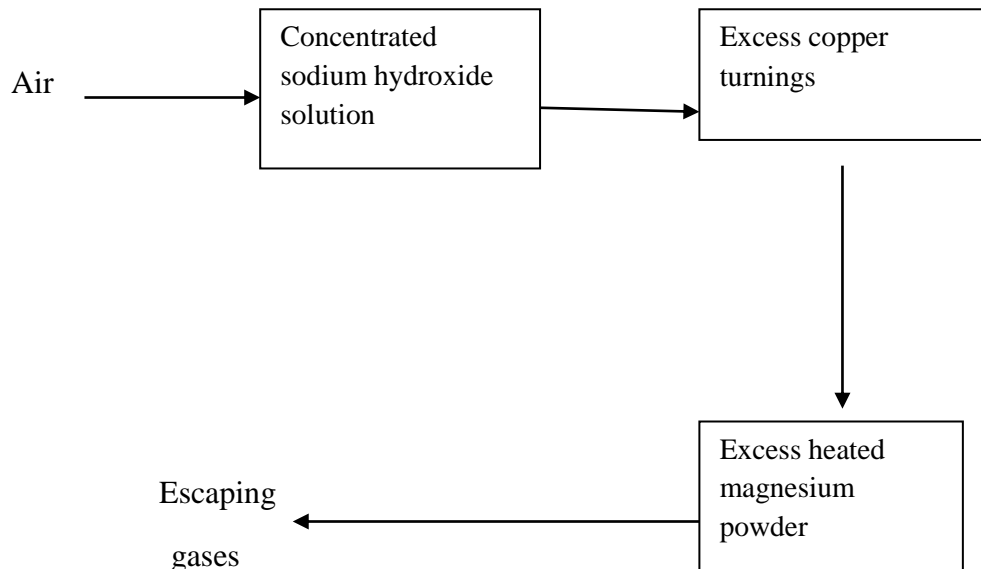 Air
Concentrated
sodium hydroxide
solution
Excess copper
turnings
Excess heated
magnesium
powder
Escaping
gases